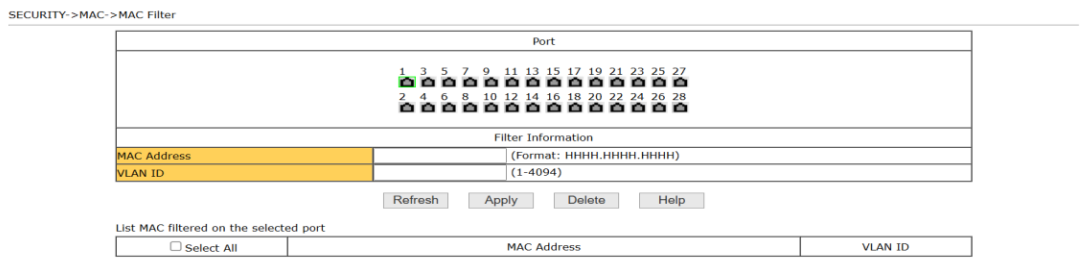 SECURITY->MAC->MAC Filter
Port
1 3 5 7 9 11 13 15 17 19 21 23 25 27
2 4 6 8 10 12 14 16 18 20 22 24 26 28
Filter Information
MAC Address (Format: HHHH.HHHH.HHHH)
VLAN ID (1-4094)
Refresh Apply Delete Help
List MAC filtered on the selected port
Select All MAC Address VLAN ID